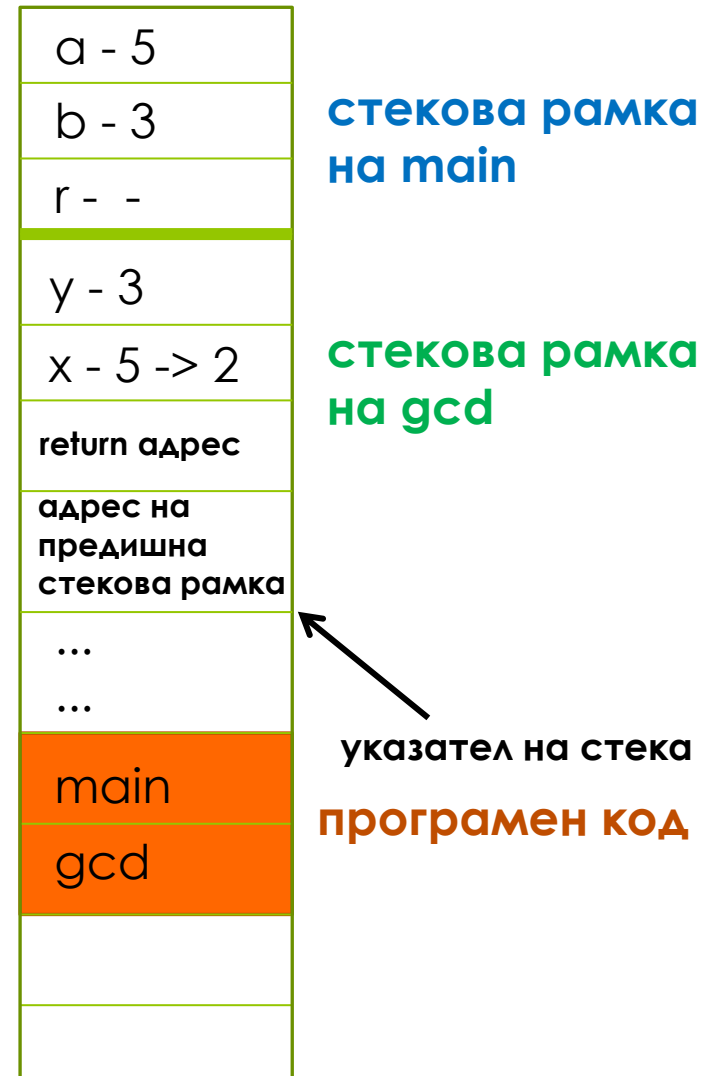 a - 5
b - 3
r - -
стекова рамка
на main
y - 3
x - 5 -> 2
return адрес
адрес на
предишна
стекова рамка
стекова рамка
на gcd
...
...
указател на стека
main
gcd
програмен код